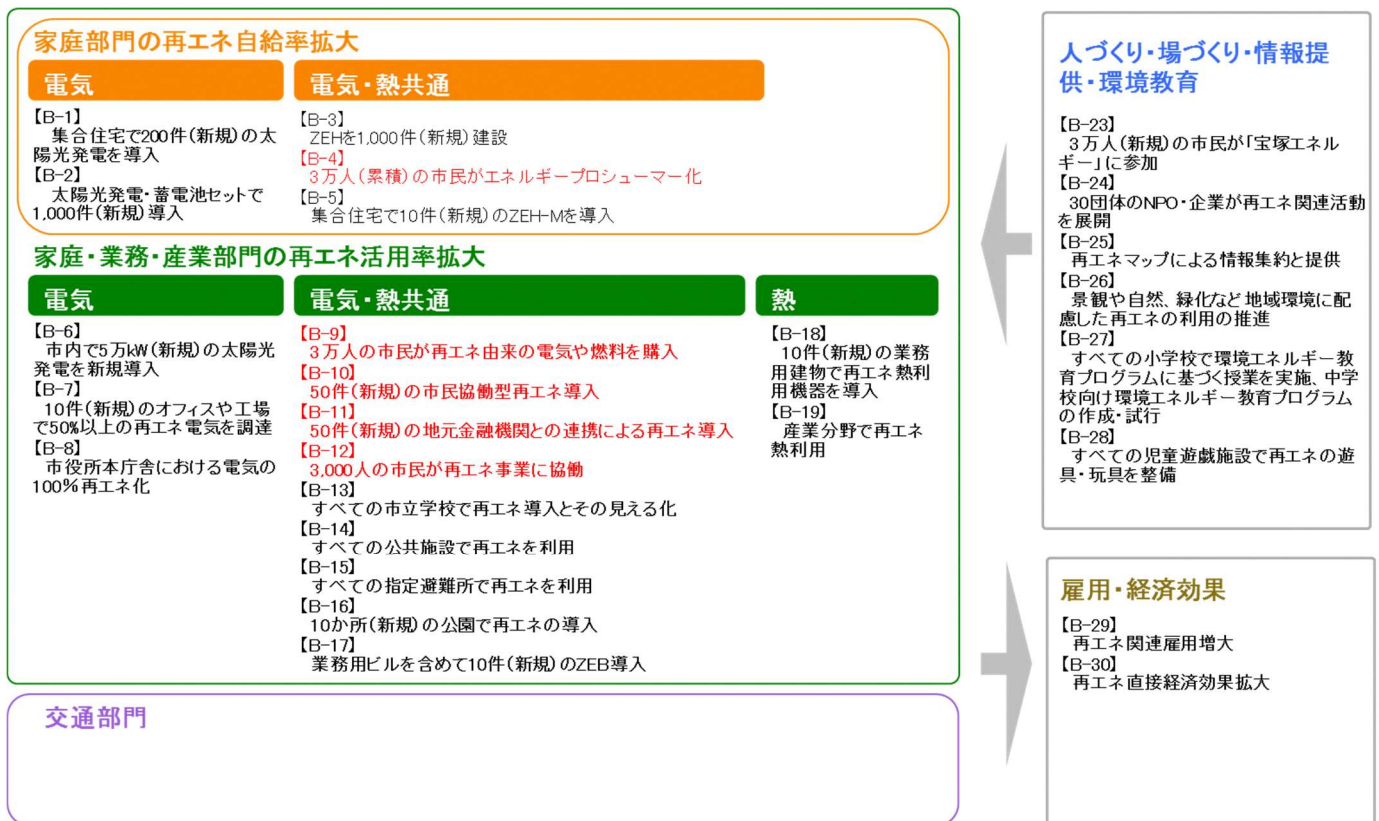 家庭部門の再エネ自給率拡大
電気
【B-1】
集合住宅で200件(新規)の太
陽光発電を導入
【B-2】
太陽光発電・蓄電池セットで
1,000件(新規)導入
電気・熱共通
【B-3】
ZEHを1,000件(新規)建設
【B-4】
3万人(累積)の市民がエネルギープロシューマー化
【B-5】
集合住宅で10件(新規)のZEH-Mを導入
家庭・業務・産業部門の再エネ活用率拡大
電気
【B-6】
市内で5万kW(新規)の太陽光
発電を新規導入
【B-7】
10件(新規)のオフィスや工場
で50%以上の再エネ電気を調達
【B-8】
市役所本庁舎における電気の
100%再エネ化
電気・熱共通
【B-9】
3万人の市民が再エネ由来の電気や燃料を購入
【B-10】
50件(新規)の市民協働型再エネ導入
【B-11】
50件(新規)の地元金融機関との連携による再エネ導入
【B-12】
3,000人の市民が再エネ事業に協働
【B-13】
すべての市立学校で再エネ導入とその見える化
【B-14】
すべての公共施設で再エネを利用
【B-15】
すべての指定避難所で再エネを利用
【B-16】
10か所(新規)の公園で再エネの導入
【B-17】
業務用ビルを含めて10件(新規)のZEB導入
熱
【B-18】
10件(新規)の業務
用建物で再エネ熱利
用機器を導入
【B-19】
産業分野で再エネ
熱利用
交通部門
人づくり・場づくり・情報提
供・環境教育
【B-23】
3万人(新規)の市民が「宝塚エネル
ギー」に参加
【B-24】
30団体のNPO・企業が再エネ関連活動
を展開
【B-25】
再エネマップによる情報集約と提供
【B-26】
景観や自然、緑化など地域環境に配
慮した再エネの利用の推進
【B-27】
すべての小学校で環境エネルギー教
育プログラムに基づく授業を実施、中学
校向け環境エネルギー教育プログラム
の作成・試行
【B-28】
すべての児童遊戯施設で再エネの遊
具・玩具を整備
雇用・経済効果
【B-29】
再エネ関連雇用増大
【B-30】
再エネ直接経済効果拡大